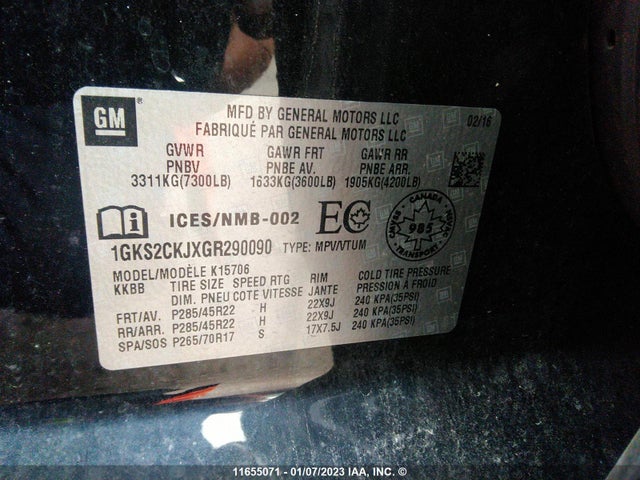 GM
MFD BY GENERAL MOTORS LLC
FABRIQUÉ PAR GENERAL MOTORS LLC
02/16
GVWR GAWR FRT GAWR RR
PNBV PNBE AV. PNBE ARR.
3311KG(7300LB) 1633KG(3600LB) 1905KG(4200LB)
ICES/NMB-002 EC
985
1GKS2CKJXGR290090 TYPE: MPV/VTUM
MODEL/MODÈLE K15706
KKBB TIRE SIZE SPEED RTG RIM COLD TIRE PRESSURE
DIM. PNEU COTE VITESSE JANTE PRESSION À FROID
FRT/AV. P285/45R22 H 22X9J 240 KPA(35PSI)
RR/ARR. P285/45R22 H 22X9J 240 KPA(35PSI)
SPA/SOS P265/70R17 S 17X7.5J 240 KPA(35PSI)
11655071 - 01/07/2023 IAA, INC. ©